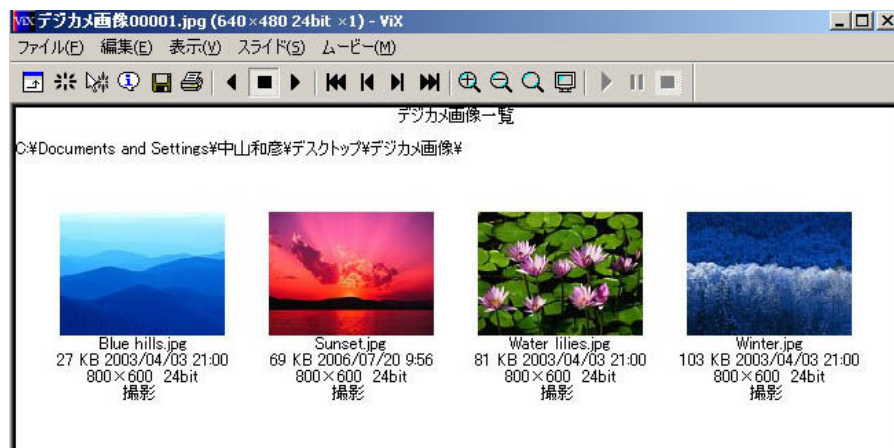 デジカメ画像00001.jpg (640×480 24bit ×1) - ViX
ファイル(F) 編集(E) 表示(V) スライド(S) ムービー(M)
デジカメ画像一覧
C:¥Documents and Settings¥中山和彦¥デスクトップ¥デジカメ画像¥
Blue hills.jpg
27 KB 2003/04/03 21:00
800×600 24bit
撮影
Sunset.jpg
69 KB 2006/07/20 9:56
800×600 24bit
撮影
Water lilies.jpg
81 KB 2003/04/03 21:00
800×600 24bit
撮影
Winter.jpg
103 KB 2003/04/03 21:00
800×600 24bit
撮影